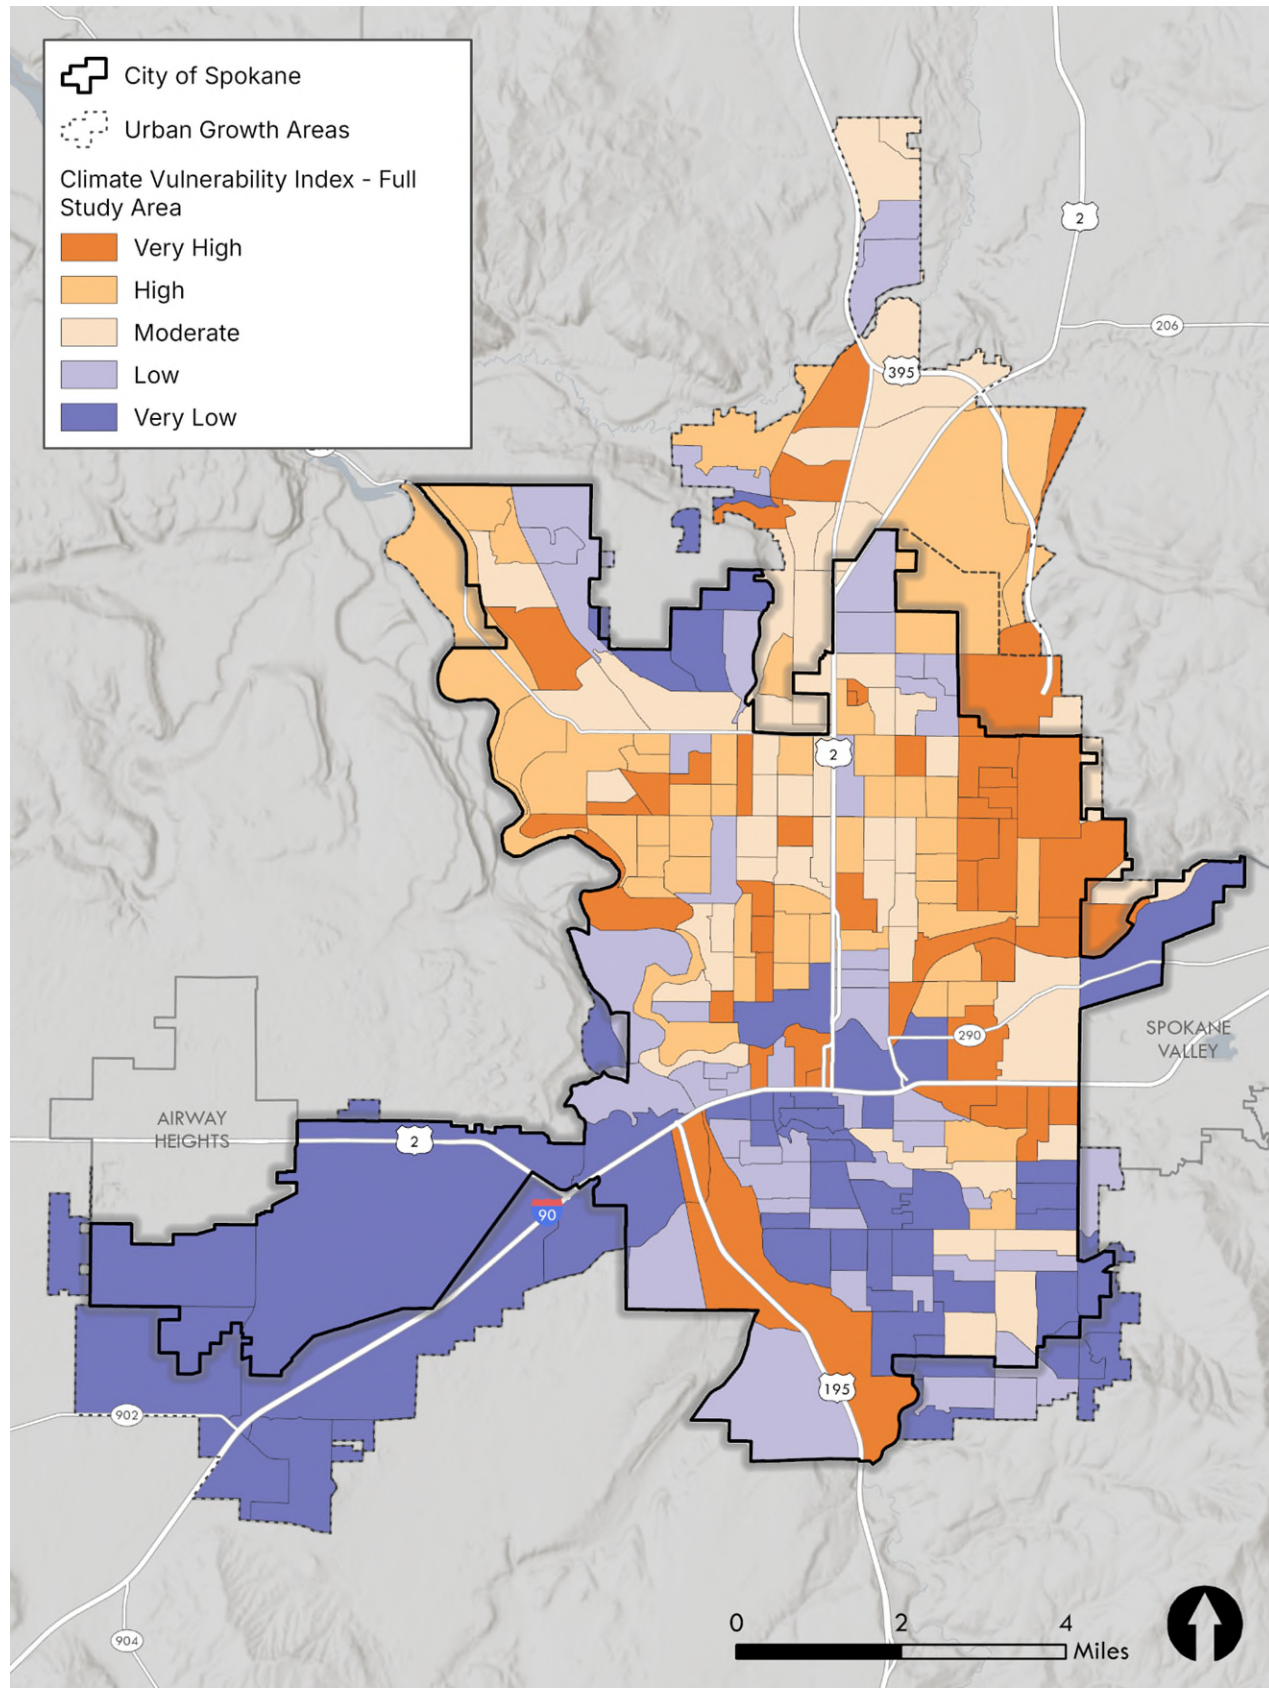 City of Spokane
Urban Growth Areas
Climate Vulnerability Index - Full
Study Area
Very High
High
Moderate
Low
Very Low
2
206
395
2
290
SPOKANE
VALLEY
AIRWAY
HEIGHTS
2
90
195
902
904
0 2 4
Miles